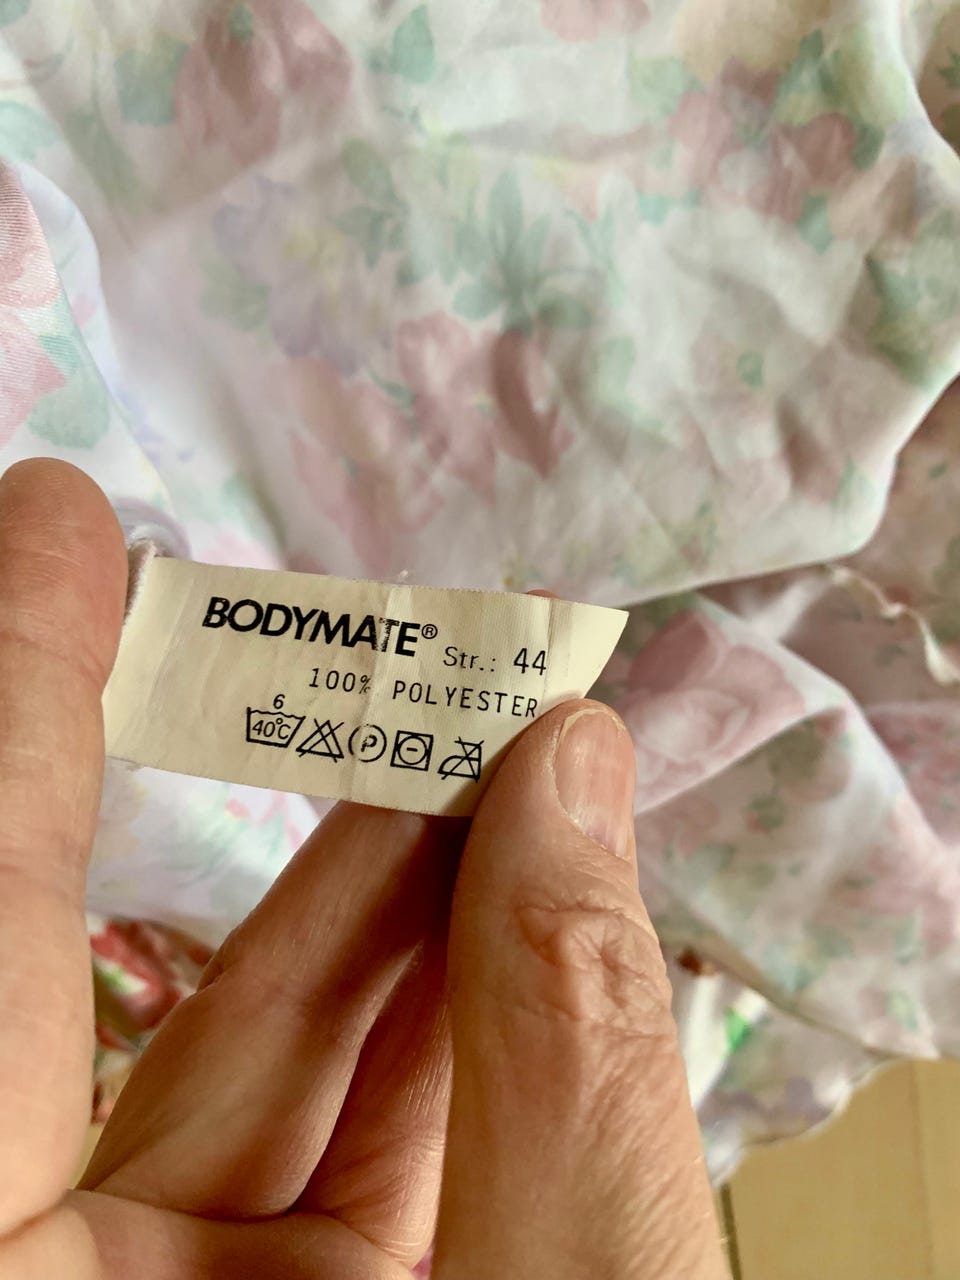 BODYMATE® Str.: 44
100% POLYESTER
6
40°C P